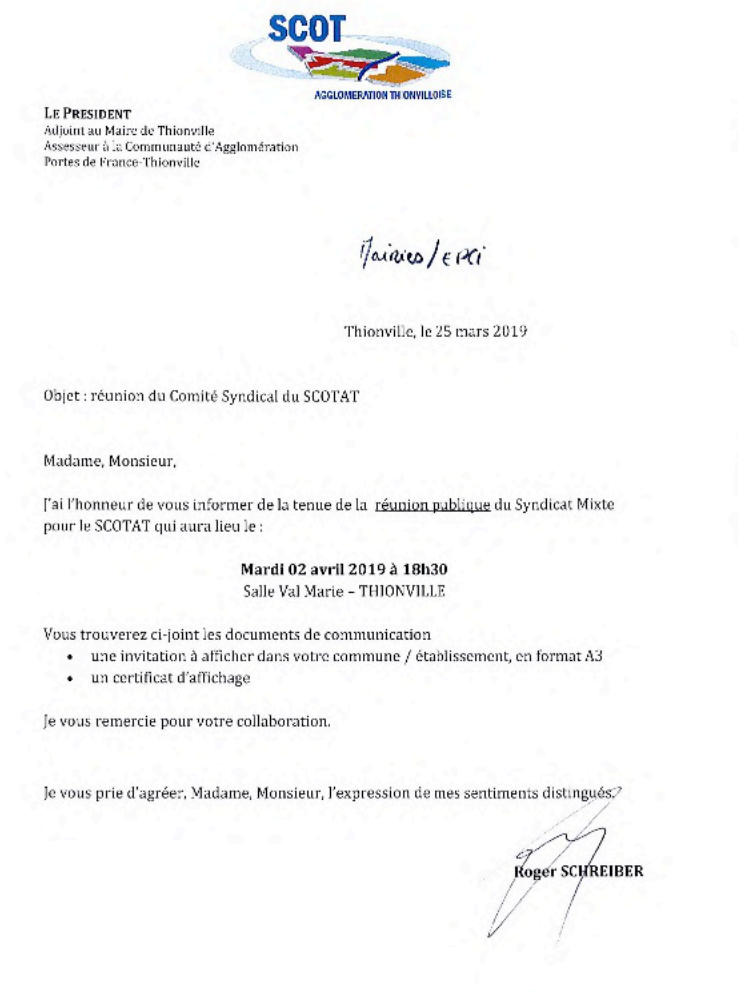 SCOT
AGGLOMERATION THIONVILLOISE
LE PRESIDENT
Adjoint au Maire de Thionville
Assesseur à la Communauté d'Agglomération
Portes de France-Thionville
Mairies / EPCI
Thionville, le 25 mars 2019
Objet : réunion du Comité Syndical du SCOTAT
Madame, Monsieur,
J'ai l'honneur de vous informer de la tenue de la réunion publique du Syndicat Mixte
pour le SCOTAT qui aura lieu le :
Mardi 02 avril 2019 à 18h30
Salle Val Marie – THIONVILLE
Vous trouverez ci-joint les documents de communication
• une invitation à afficher dans votre commune / établissement, en format A3
• un certificat d'affichage
Je vous remercie pour votre collaboration.
Je vous prie d'agréer, Madame, Monsieur, l'expression de mes sentiments distingués.
Roger SCHREIBER